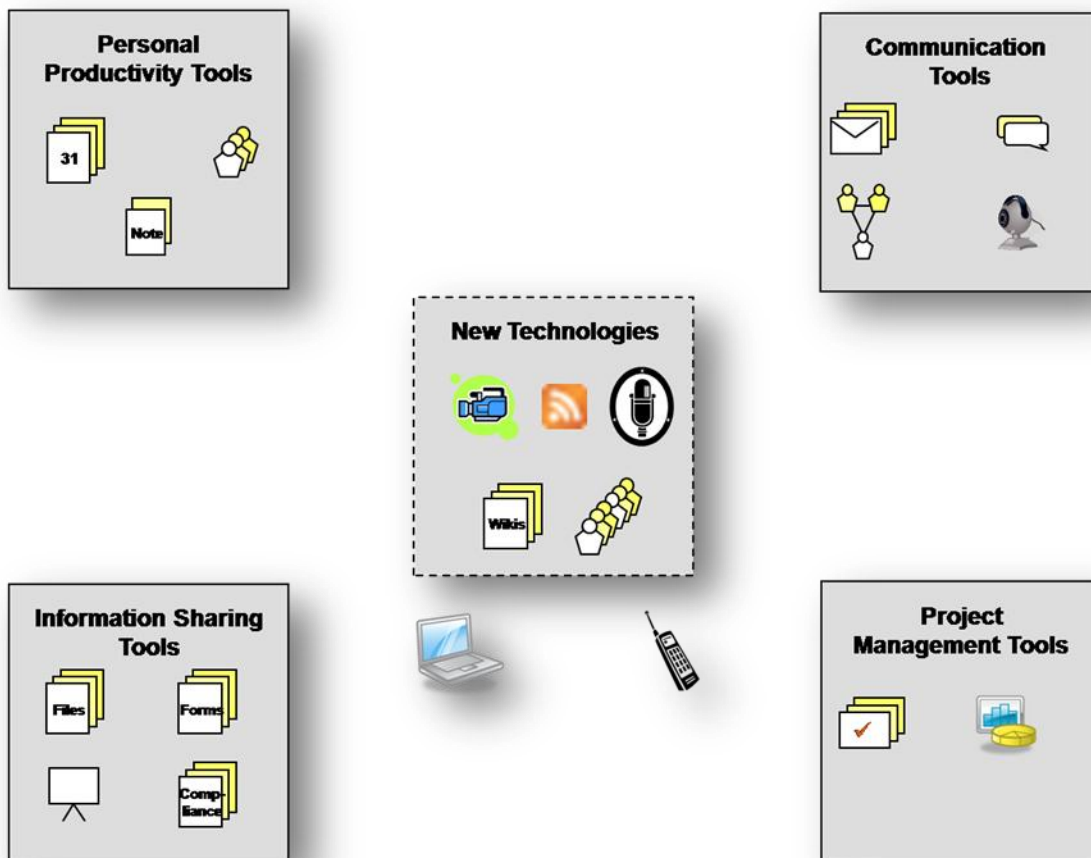 Personal
Productivity Tools
31
Note
Communication
Tools
New Technologies
Wikis
Information Sharing
Tools
Files
Forms
Comp-
liance
Project
Management Tools